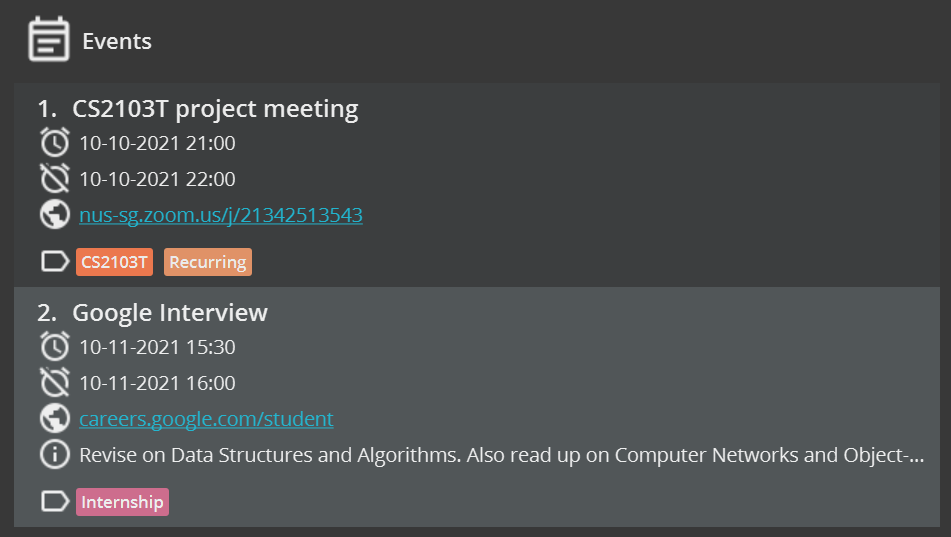 Events
1. CS2103T project meeting
10-10-2021 21:00
10-10-2021 22:00
nus-sg.zoom.us/j/21342513543
CS2103T Recurring
2. Google Interview
10-11-2021 15:30
10-11-2021 16:00
careers.google.com/student
Revise on Data Structures and Algorithms. Also read up on Computer Networks and Object-...
Internship